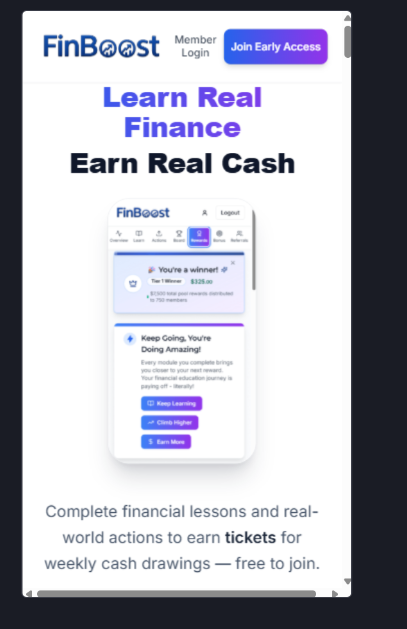 FinBoost
Member
Login
Join Early Access
Learn Real
Finance
Earn Real Cash
FinBoost
Logout
Overview Learn Actions Board Rewards Bonus Referrals
You're a winner!
Tier 1 Winner $325.00
$7,500 total pool rewards distributed
to 750 members
Keep Going, You're
Doing Amazing!
Every module you complete brings
you closer to your next reward.
Your financial education journey is
paying off – literally!
Keep Learning
Climb Higher
Earn More
Complete financial lessons and real-
world actions to earn tickets for
weekly cash drawings — free to join.